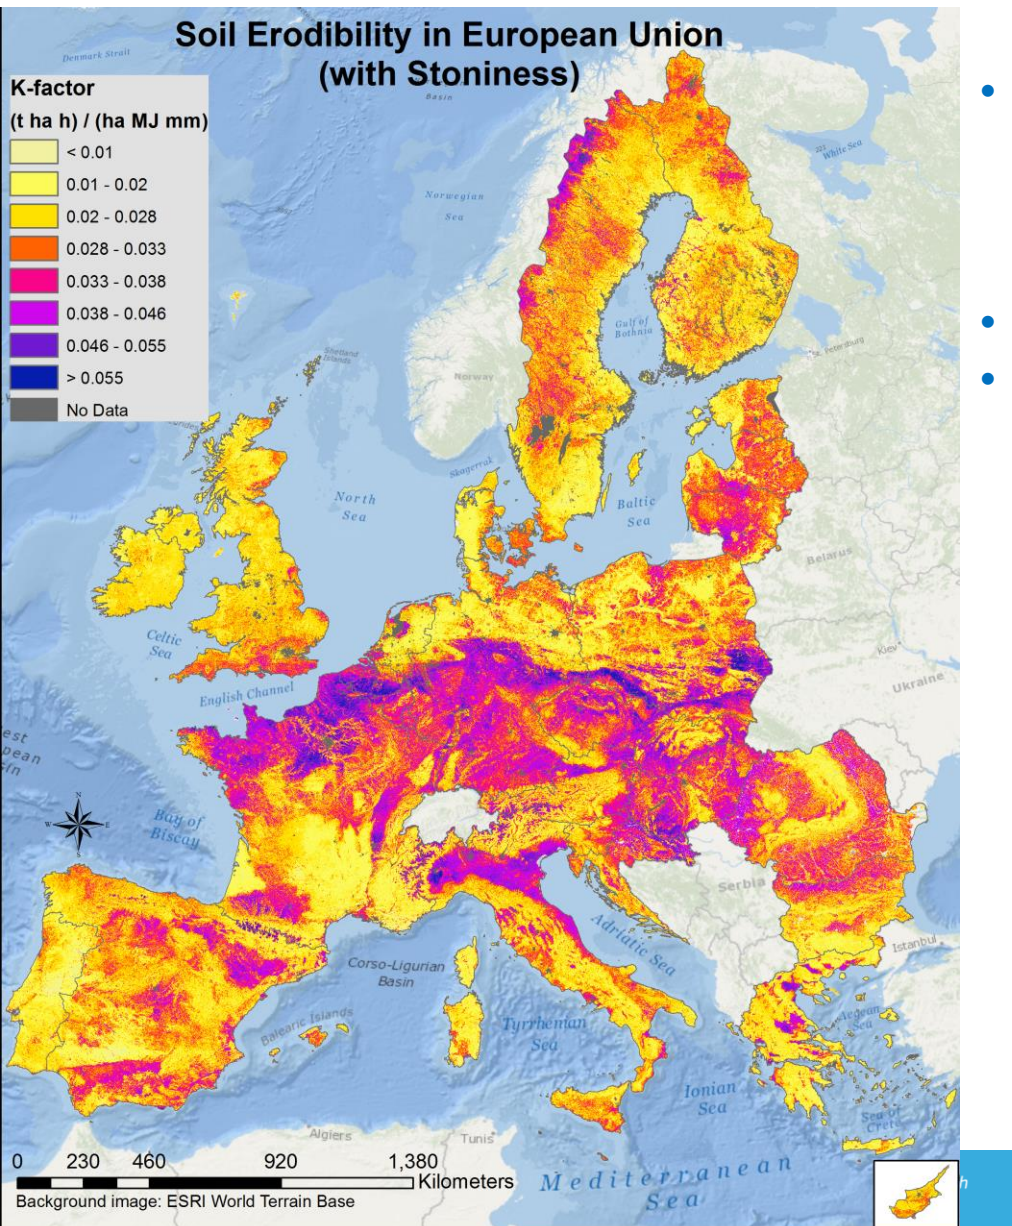 Soil Erodibility in European Union
(with Stoniness)
Denmark Strait
Basin
K-factor
(t ha h) / (ha MJ mm)
< 0.01
0.01 - 0.02
0.02 - 0.028
0.028 - 0.033
0.033 - 0.038
0.038 - 0.046
0.046 - 0.055
> 0.055
No Data
White Sea
Norwegian
Sea
Gulf of
Bothnia
Shetland
Islands
Norway
St. Petersburg
Skagerrak
North
Sea
Baltic
Sea
Belarus
Celtic
Sea
Kiev
Ukraine
English Channel
N
W
E
S
Bay of
Biscay
Serbia
Istanbul
Adriatic Sea
Corso-Ligurian
Basin
Balearic Islands
Tyrrhenian
Sea
Aegean
Sea
Ionian
Sea
Sea of
Crete
Algiers
Tunis
Mediterranean
Sea
0 230 460 920 1,380
Kilometers
Background image: ESRI World Terrain Base
h